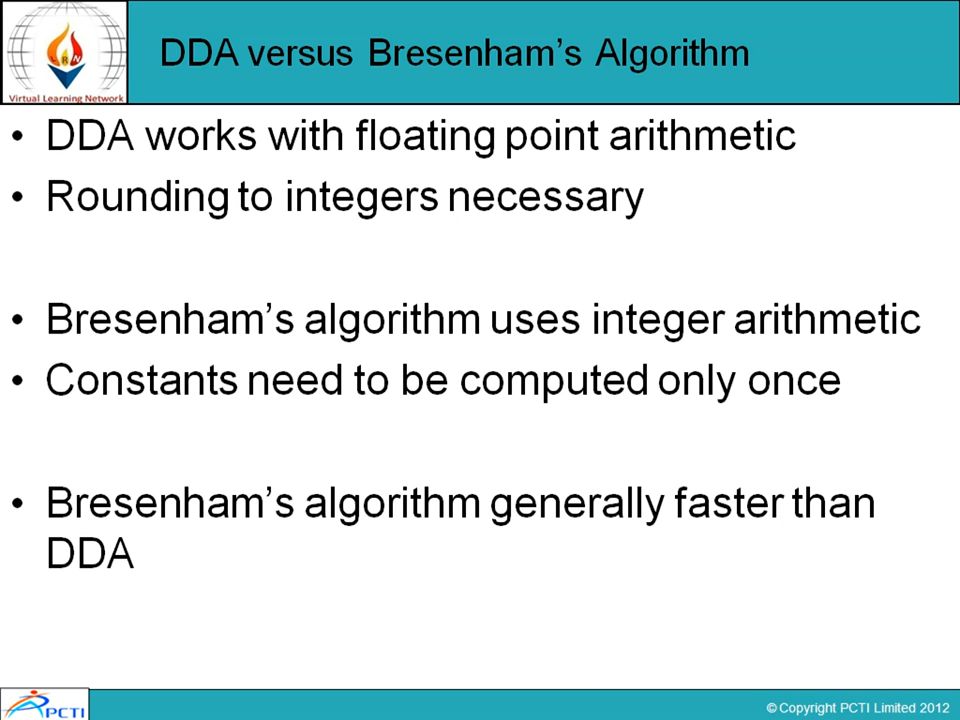 DDA versus Bresenham's Algorithm
RN
Virtual Learning Network
• DDA works with floating point arithmetic
• Rounding to integers necessary
• Bresenham's algorithm uses integer arithmetic
• Constants need to be computed only once
• Bresenham's algorithm generally faster than
DDA
PCTI
© Copyright PCTI Limited 2012